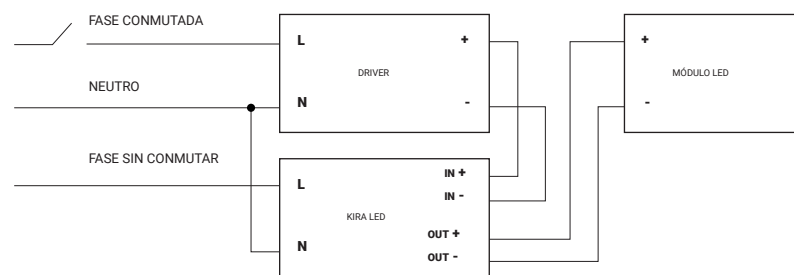 FASE CONMUTADA
L
+
+
DRIVER
MÓDULO LED
NEUTRO
N
-
-
FASE SIN CONMUTAR
IN +
L
IN -
KIRA LED
OUT +
N
OUT -